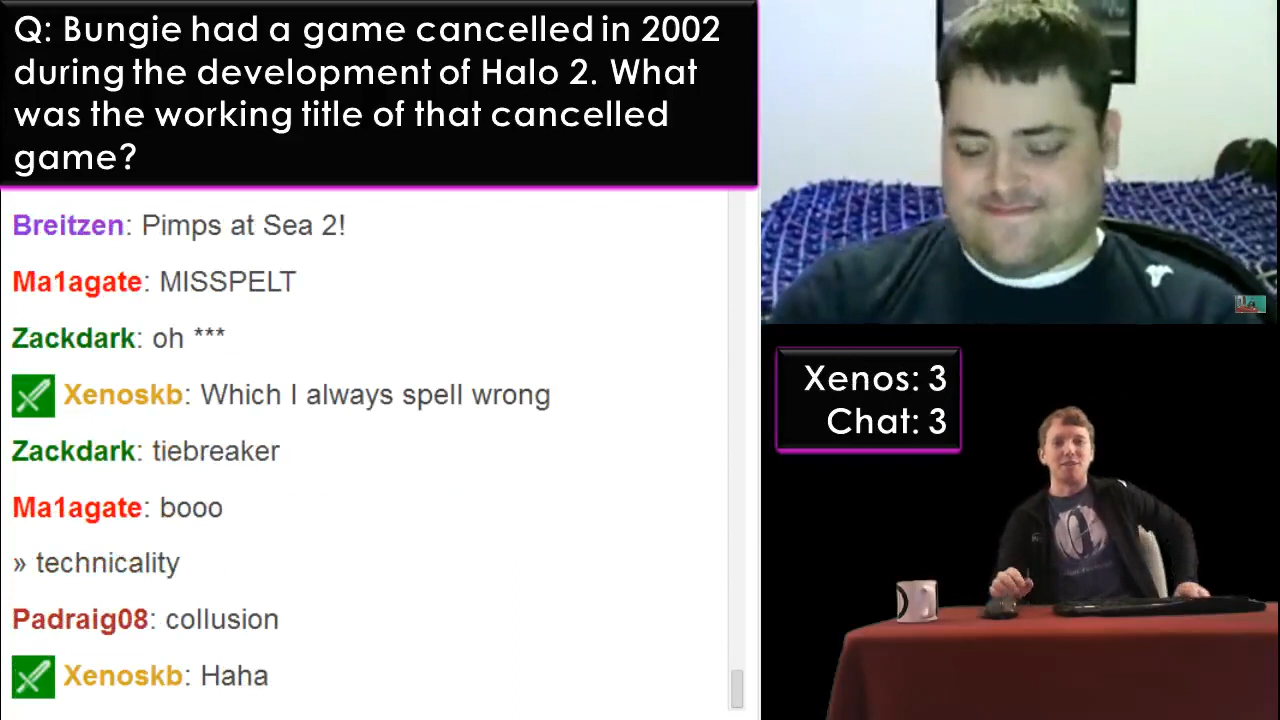 Q: Bungie had a game cancelled in 2002
during the development of Halo 2. What
was the working title of that cancelled
game?
Breitzen: Pimps at Sea 2!
Ma1agate: MISSPELT
Zackdark: oh ***
Xenoskb: Which I always spell wrong
Zackdark: tiebreaker
Ma1agate: booo
» technicality
Padraig08: collusion
Xenoskb: Haha
Xenos: 3
Chat: 3